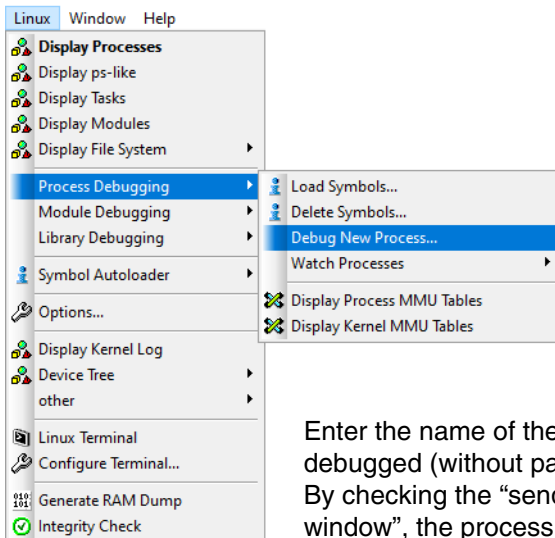 Linux Window Help
Display Processes
Display ps-like
Display Tasks
Display Modules
Display File System
Process Debugging
Module Debugging
Library Debugging
Symbol Autoloader
Options...
Display Kernel Log
Device Tree
other
Linux Terminal
Configure Terminal...
Generate RAM Dump
Integrity Check
Load Symbols...
Delete Symbols...
Debug New Process...
Watch Processes
Display Process MMU Tables
Display Kernel MMU Tables
Enter the name of the
debugged (without pa
By checking the “send
window”, the process